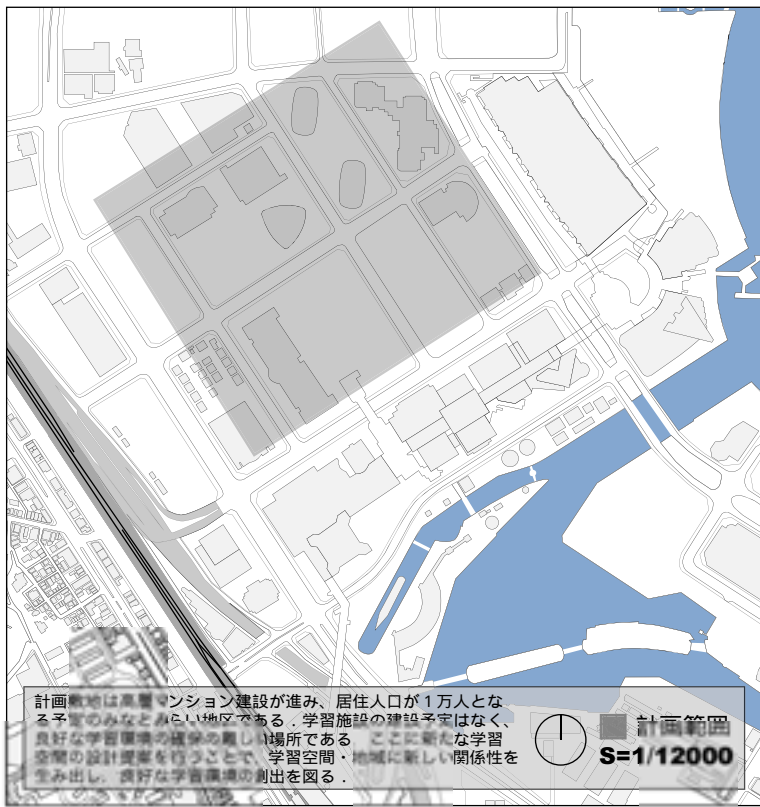 計画敷地は高層マンション建設が進み、居住人口が１万人とな
る予定のみなとみらい地区である．学習施設の建設予定はなく、
良好な学習環境の確保の難しい場所である　ここに新たな学習
空間の設計提案を行うことで、学習空間・地域に新しい関係性を
生み出し、良好な学習環境の創出を図る．
計画範囲
S=1/12000